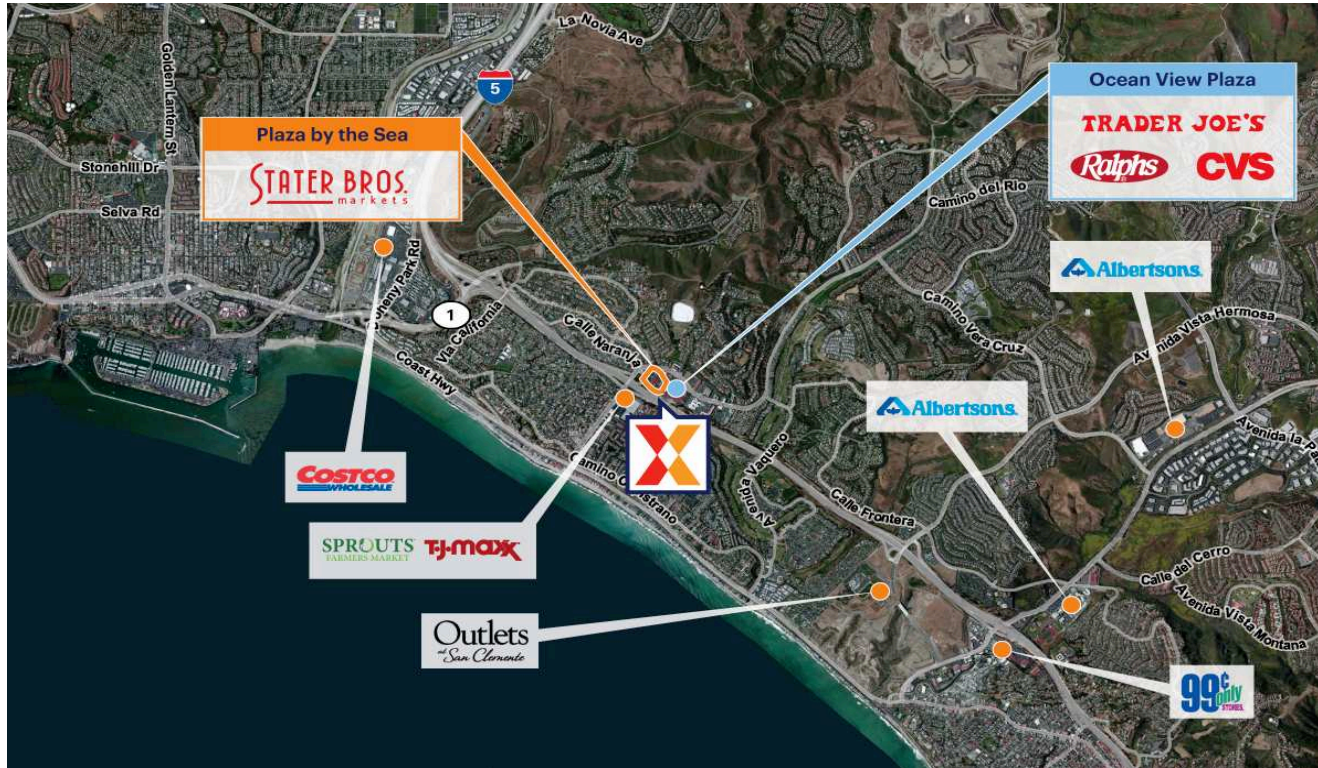 La Novia Ave
Golden Lantern St
5
Ocean View Plaza
TRADER JOE'S
Ralphs
CVS
Plaza by the Sea
STATER BROS.
markets
Stonehill Dr
Selva Rd
Camino del Rio
Albertsons
Doheny Park Rd
1
Via California
Calle Naranja
Coast Hwy
Camino Vera Cruz
Avenida Vista Hermosa
Albertsons
Avenida la
COSTCO
WHOLESALE
Camino
Avenida Vaquero
Calle Frontera
SPROUTS
FARMERS MARKET
T·J·maxx
Calle del Cerro
Avenida Vista Montana
Outlets
at San Clemente
99¢
only
STORES.